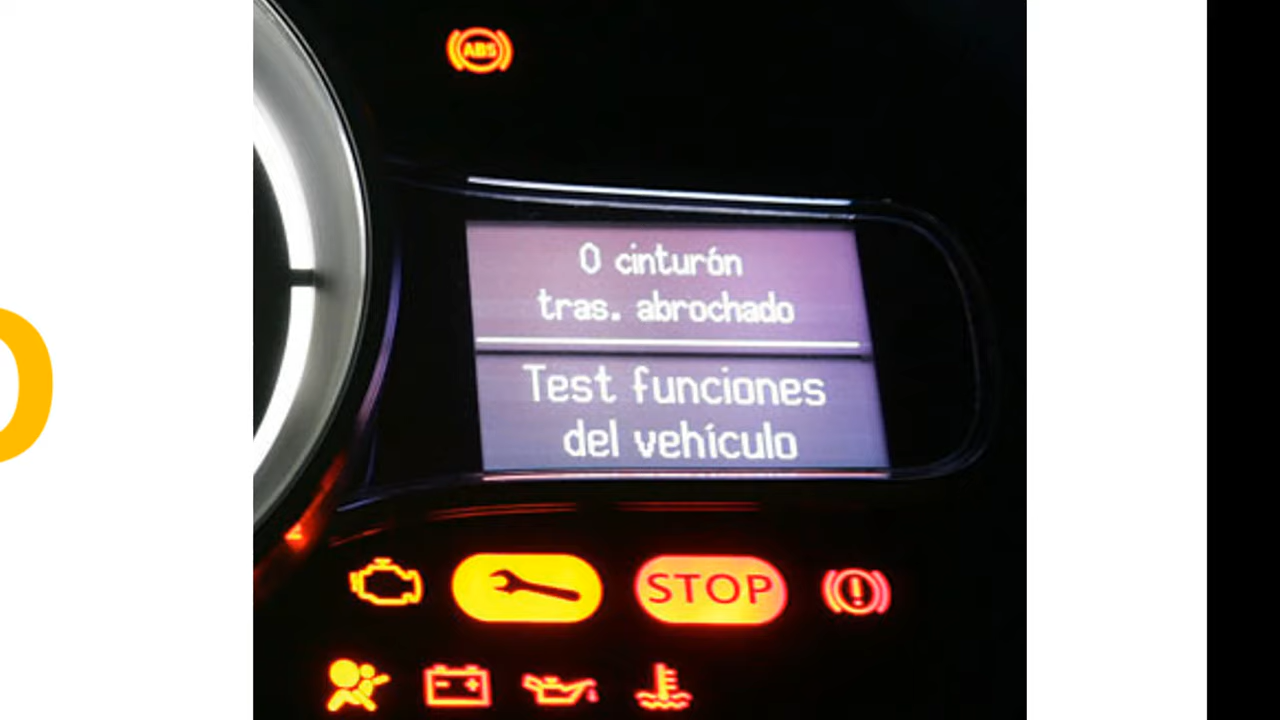 ABS
0 cinturón
tras. abrochado
Test funciones
del vehículo
STOP